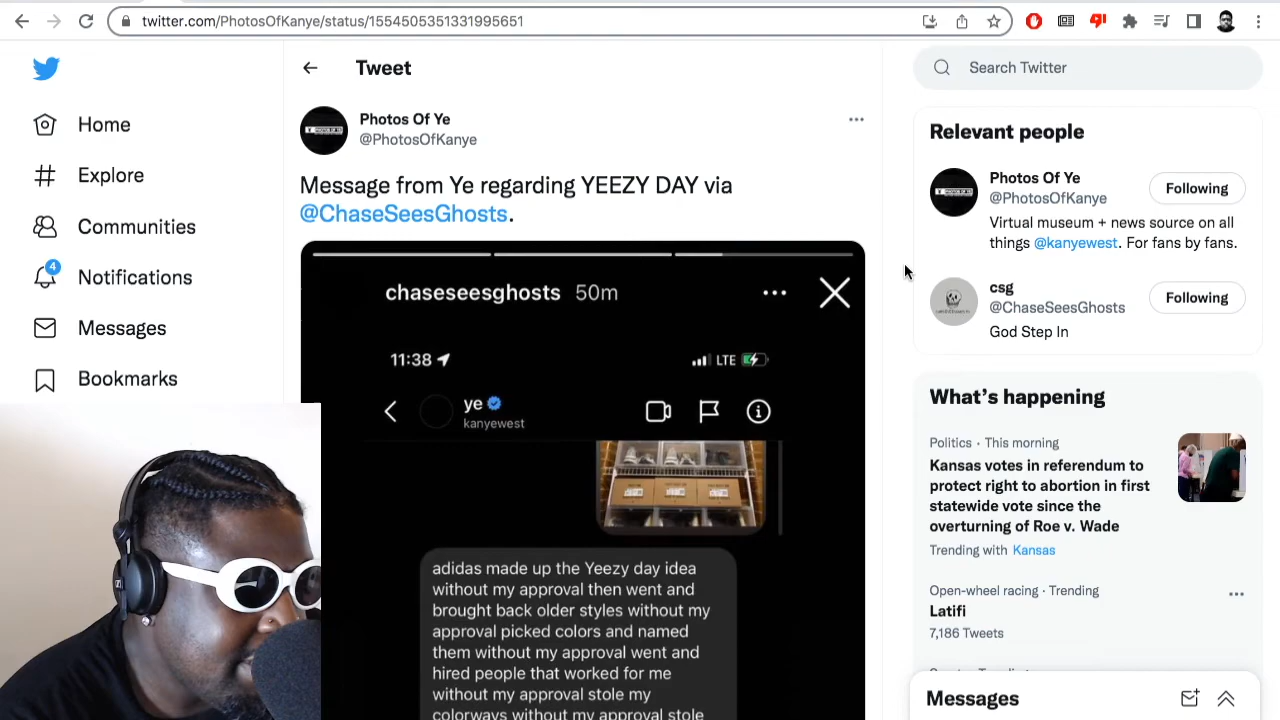 twitter.com/PhotosOfKanye/status/1554505351331995651
Home
Explore
Communities
4
Notifications
Messages
Bookmarks
Tweet
Photos Of Ye
@PhotosOfKanye
Message from Ye regarding YEEZY DAY via
@ChaseSeesGhosts.
chaseseesghosts 50m
11:38
LTE
ye
kanyewest
adidas made up the Yeezy day idea
without my approval then went and
brought back older styles without my
approval picked colors and named
them without my approval went and
hired people that worked for me
without my approval stole my
colorways without my approval stole
Search Twitter
Relevant people
Photos Of Ye
@PhotosOfKanye
Following
Virtual museum + news source on all
things @kanyewest. For fans by fans.
csg
@ChaseSeesGhosts
Following
God Step In
What's happening
Politics · This morning
Kansas votes in referendum to
protect right to abortion in first
statewide vote since the
overturning of Roe v. Wade
Trending with Kansas
Open-wheel racing · Trending
Latifi
7,186 Tweets
Messages